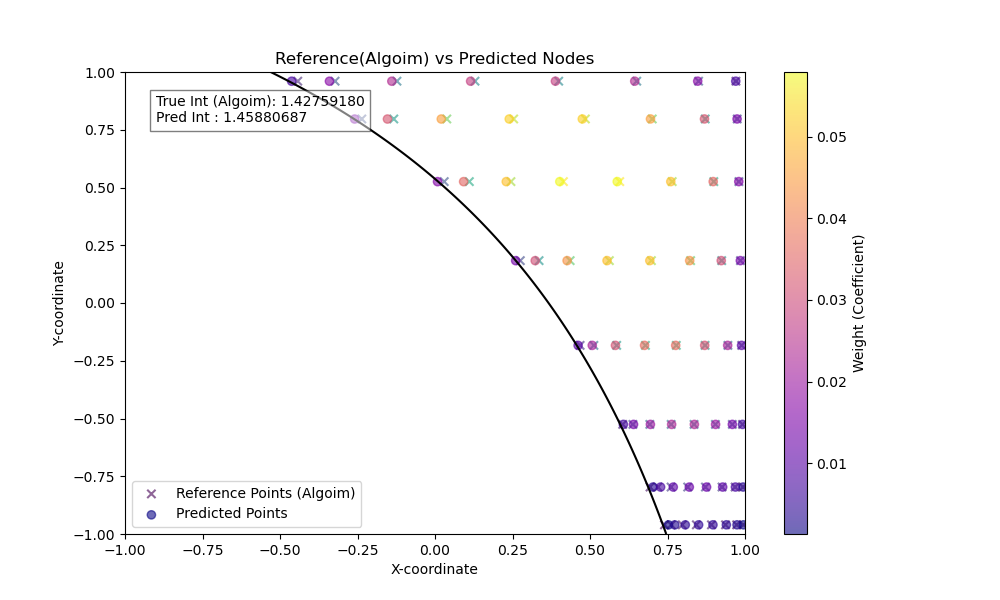 Reference(Algoim) vs Predicted Nodes
True Int (Algoim): 1.42759180
Pred Int : 1.45880687
1.00
0.75
0.50
0.25
0.00
−0.25
−0.50
−0.75
−1.00
Y-coordinate
Reference Points (Algoim)
Predicted Points
−1.00 −0.75 −0.50 −0.25 0.00 0.25 0.50 0.75 1.00
X-coordinate
0.05
0.04
0.03
0.02
0.01
Weight (Coefficient)